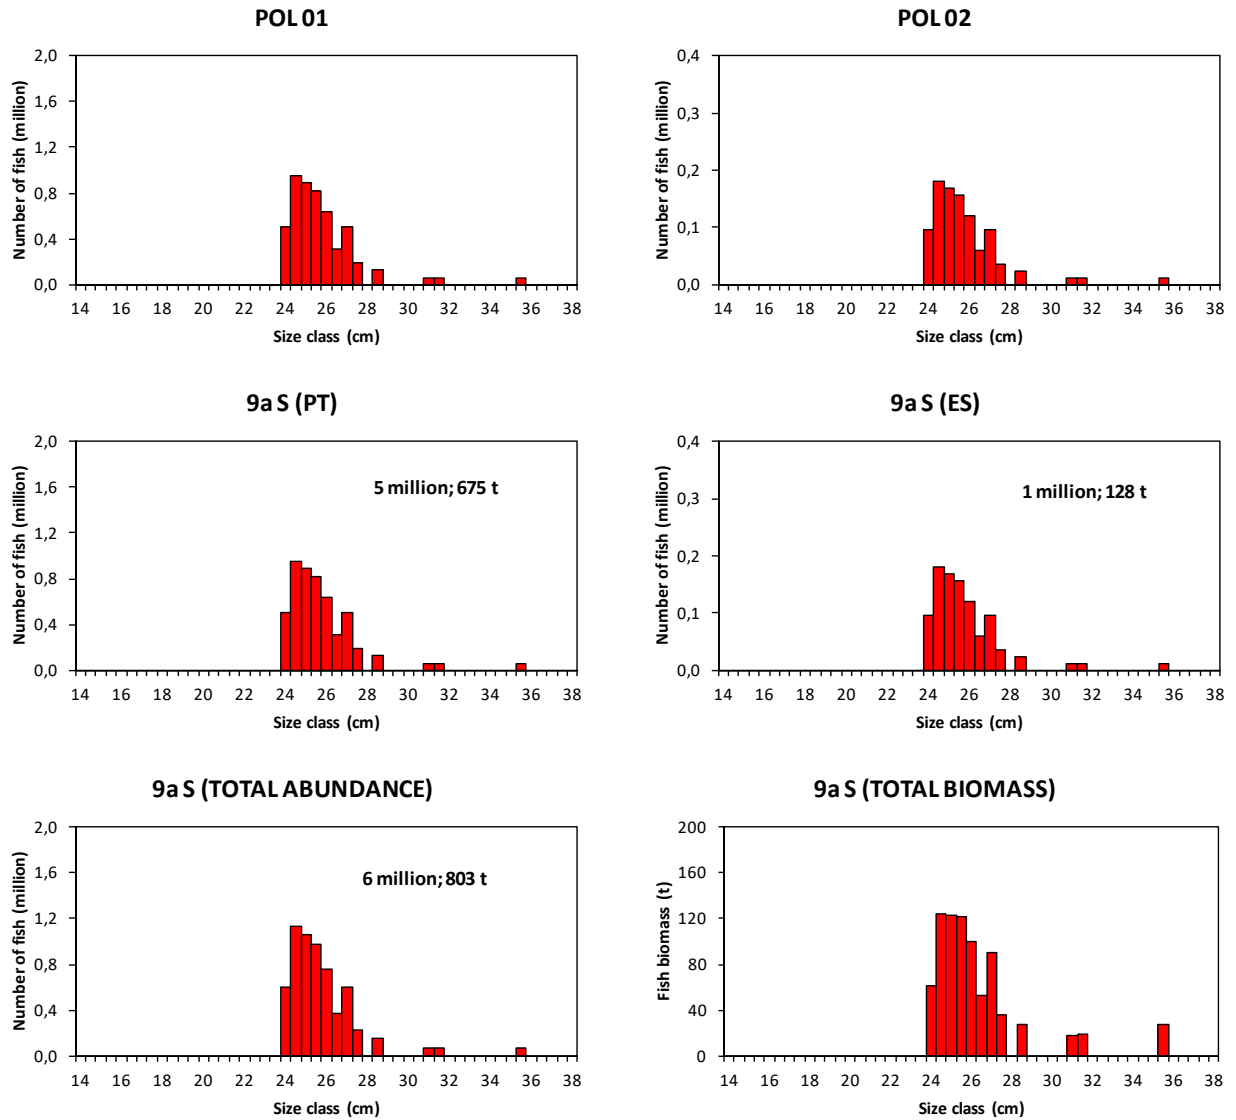 POL 01
2,0
1,6
1,2
0,8
0,4
0,0
Number of fish (million)
14 16 18 20 22 24 26 28 30 32 34 36 38
Size class (cm)
POL 02
0,4
0,3
0,2
0,1
0,0
Number of fish (million)
14 16 18 20 22 24 26 28 30 32 34 36 38
Size class (cm)
9a S (PT)
2,0
1,6
1,2
0,8
0,4
0,0
Number of fish (million)
5 million; 675 t
14 16 18 20 22 24 26 28 30 32 34 36 38
Size class (cm)
9a S (ES)
0,4
0,3
0,2
0,1
0,0
Number of fish (million)
1 million; 128 t
14 16 18 20 22 24 26 28 30 32 34 36 38
Size class (cm)
9a S (TOTAL ABUNDANCE)
2,0
1,6
1,2
0,8
0,4
0,0
Number of fish (million)
6 million; 803 t
14 16 18 20 22 24 26 28 30 32 34 36 38
Size class (cm)
9a S (TOTAL BIOMASS)
200
160
120
80
40
0
Fish biomass (t)
14 16 18 20 22 24 26 28 30 32 34 36 38
Size class (cm)